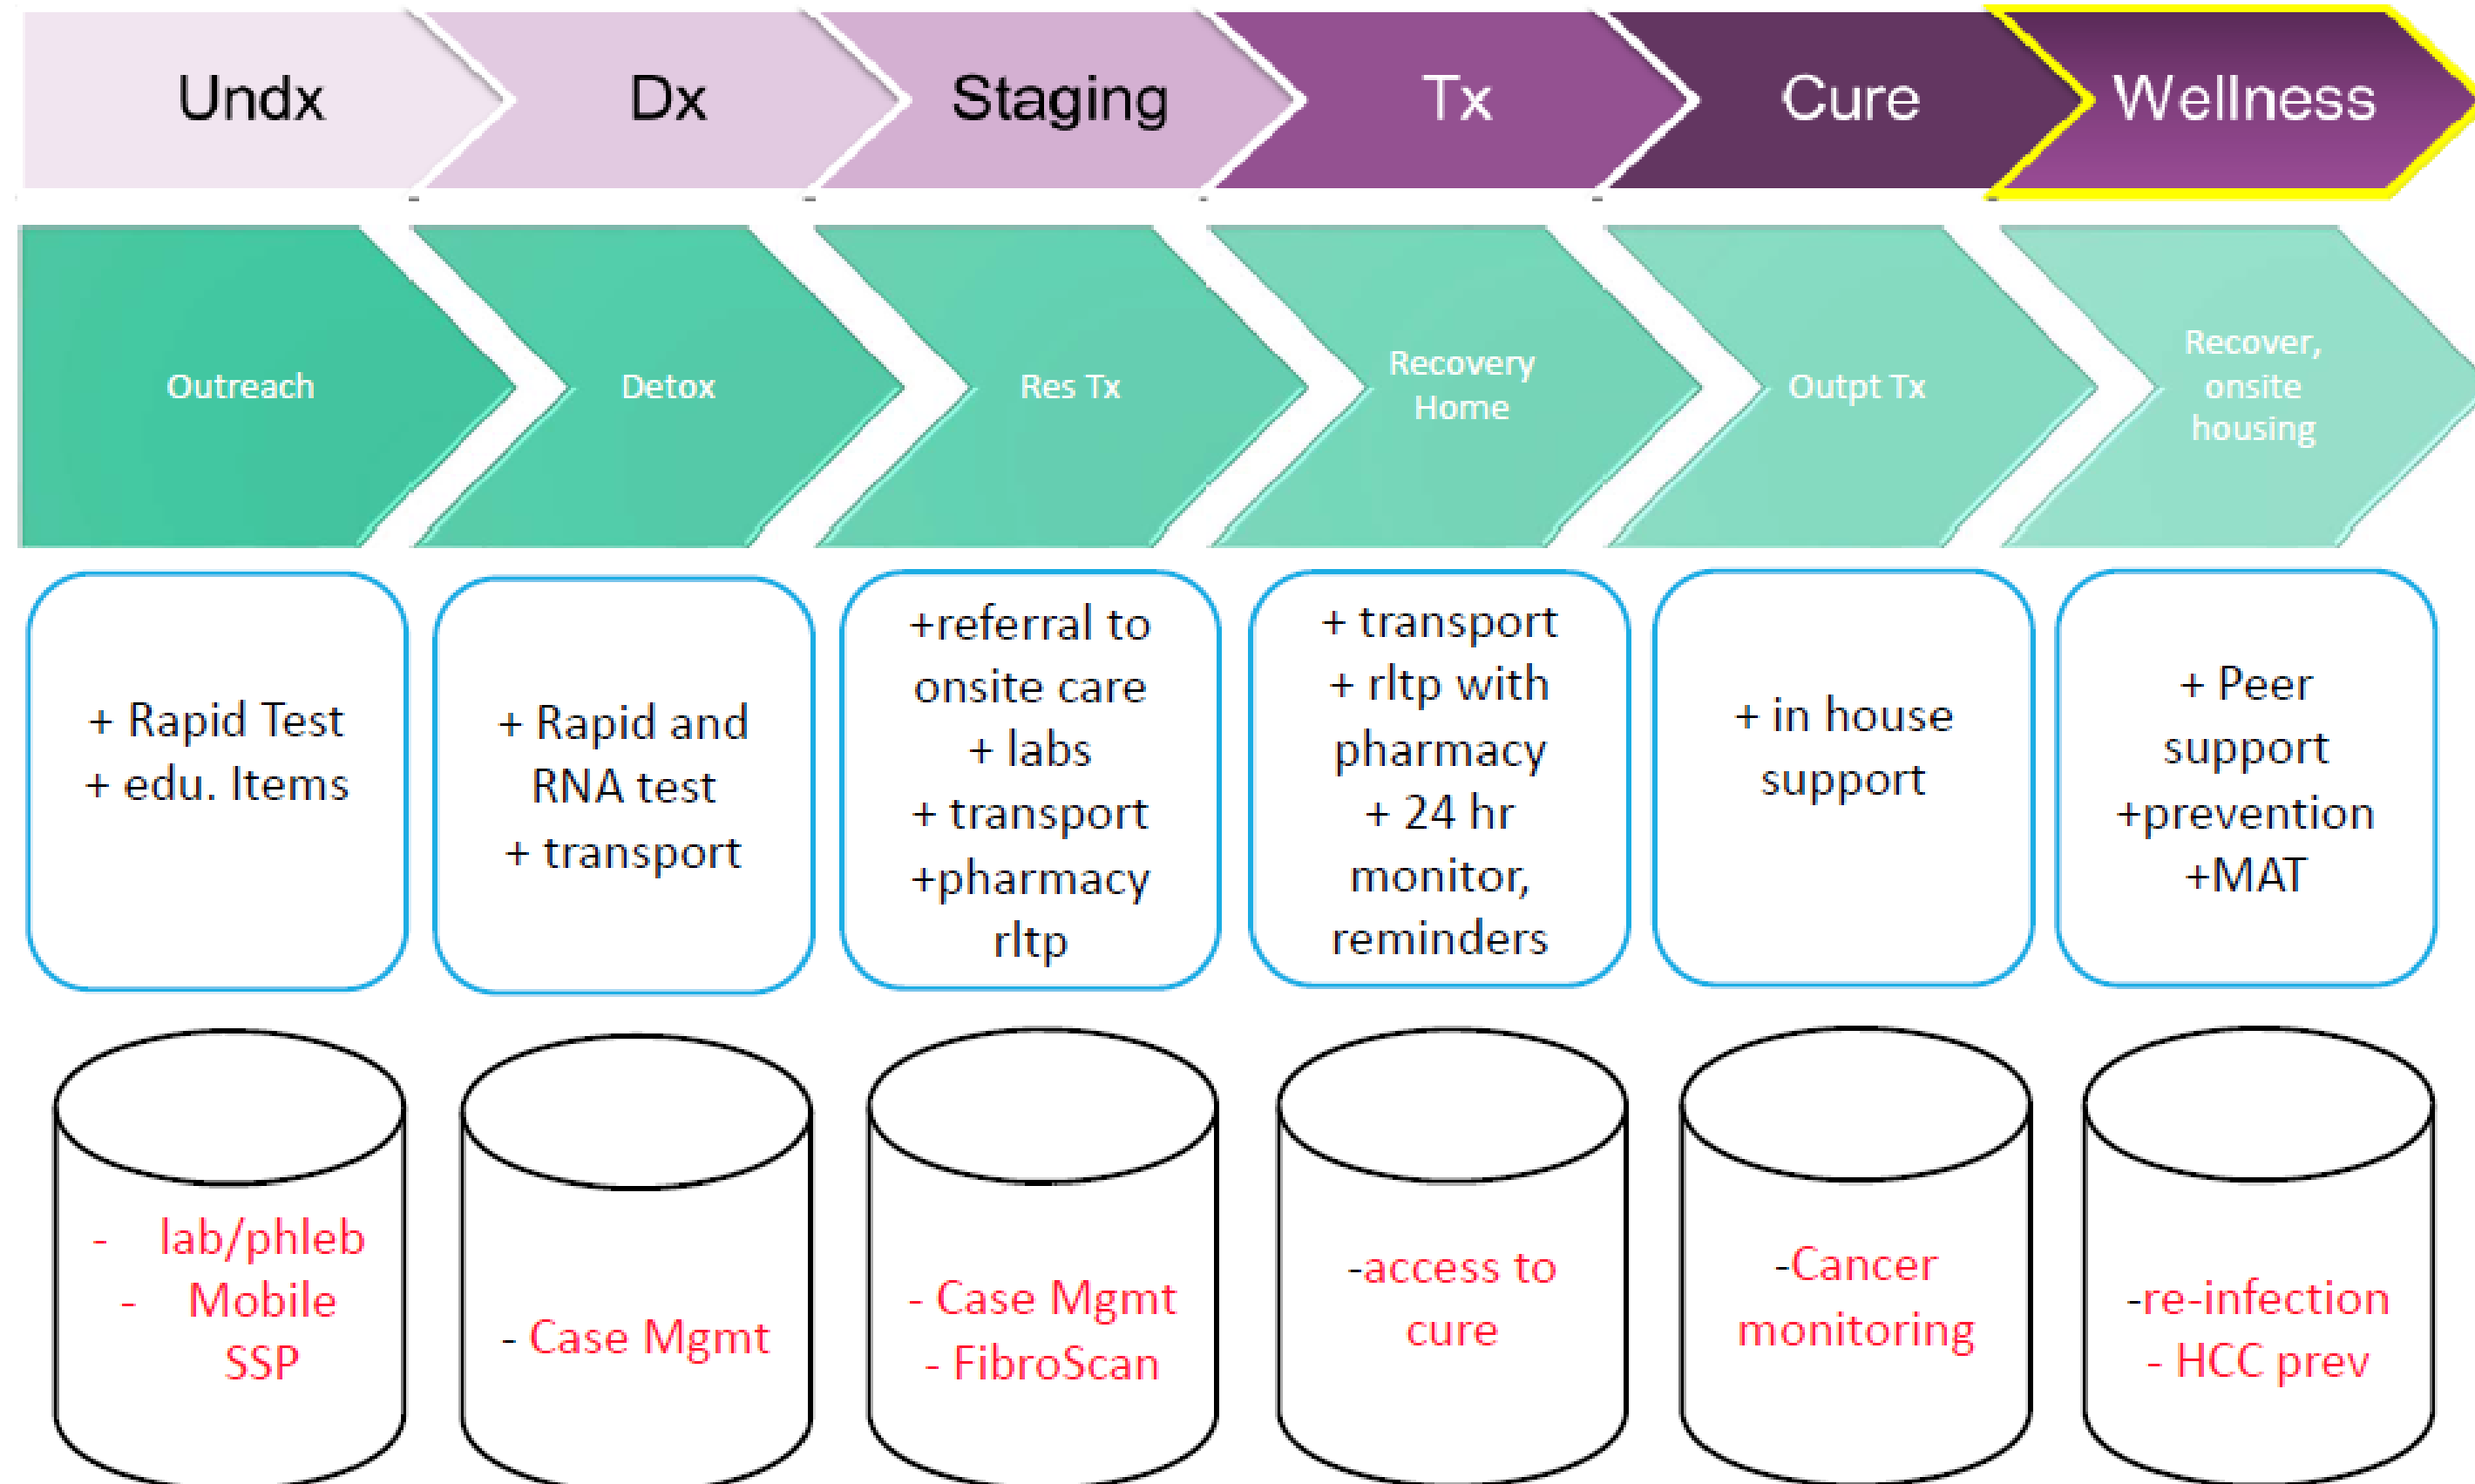 Undx
Dx
Staging
Tx
Cure
Wellness
Outreach
Detox
Res Tx
Recovery
Home
Outpt Tx
Recover,
onsite
housing
+ Rapid Test
+ edu. Items
+ Rapid and
RNA test
+ transport
+referral to
onsite care
+ labs
+ transport
+pharmacy
rltp
+ transport
+ rltp with
pharmacy
+ 24 hr
monitor,
reminders
+ in house
support
+ Peer
support
+prevention
+MAT
- lab/phleb
- Mobile
SSP
- Case Mgmt
- Case Mgmt
- FibroScan
-access to
cure
-Cancer
monitoring
-re-infection
- HCC prev